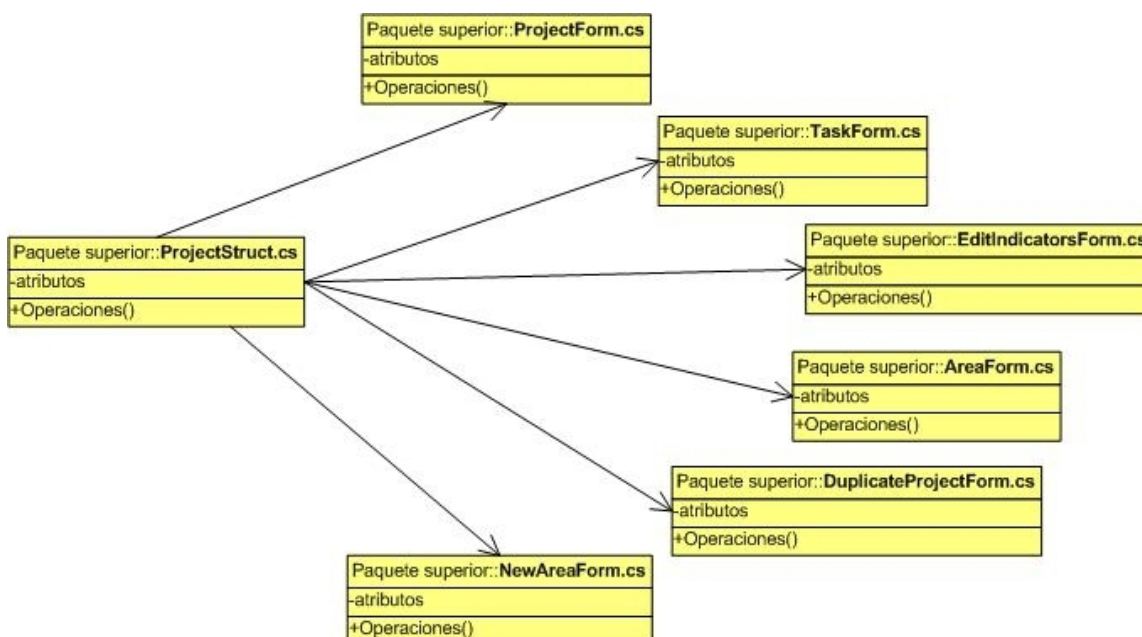 Paquete superior::ProjectForm.cs
-atributos
+Operaciones()
Paquete superior::TaskForm.cs
-atributos
+Operaciones()
Paquete superior::ProjectStruct.cs
-atributos
+Operaciones()
Paquete superior::EditIndicatorsForm.cs
-atributos
+Operaciones()
Paquete superior::AreaForm.cs
-atributos
+Operaciones()
Paquete superior::DuplicateProjectForm.cs
-atributos
+Operaciones()
Paquete superior::NewAreaForm.cs
-atributos
+Operaciones()